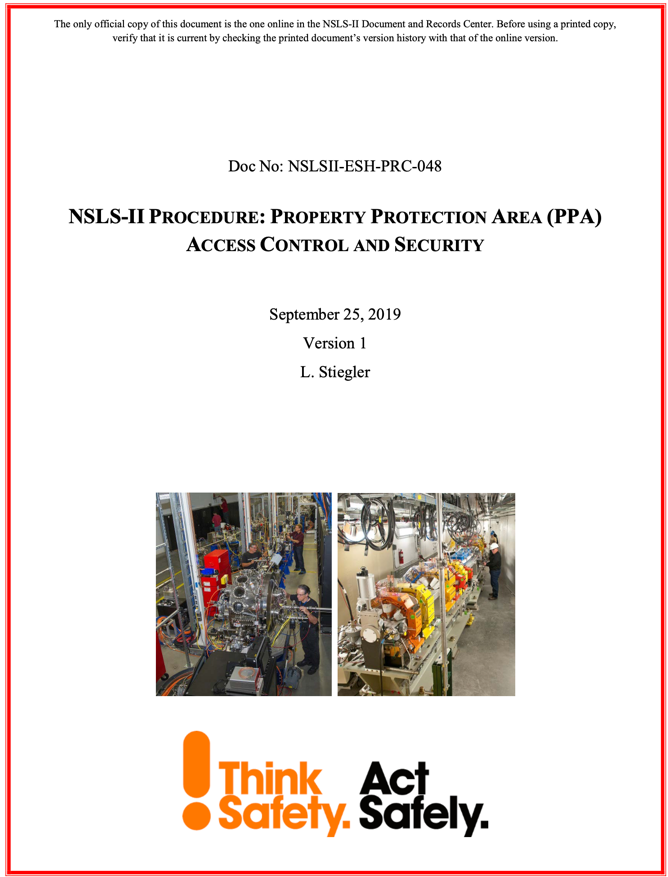 The only official copy of this document is the one online in the NSLS-II Document and Records Center. Before using a printed copy,
verify that it is current by checking the printed document’s version history with that of the online version.
Doc No: NSLSII-ESH-PRC-048
NSLS-II PROCEDURE: PROPERTY PROTECTION AREA (PPA)
ACCESS CONTROL AND SECURITY
September 25, 2019
Version 1
L. Stiegler
Think Act
Safety. Safely.